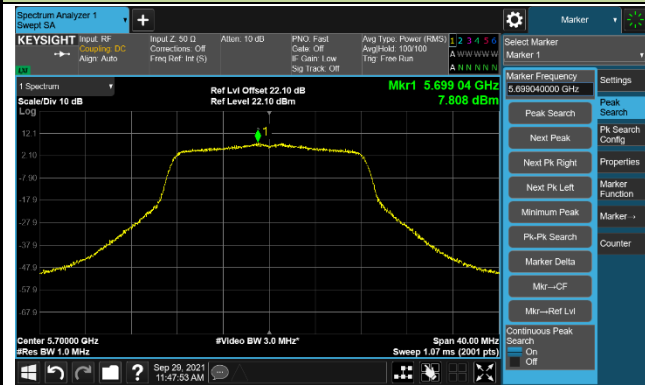 Spectrum Analyzer 1
Swept SA
Marker
KEYSIGHT
Input: RF
Coupling: DC
Align: Auto
Input Z: 50 Ω
Corrections: Off
Freq Ref: Int (S)
Atten: 10 dB
PNO: Fast
Gate: Off
IF Gain: Low
Sig Track: Off
Avg Type: Power (RMS)
Avg|Hold: 100/100
Trig: Free Run
1 2 3 4 5 6
A W W W W W
A N N N N N
LXI
Select Marker
Marker 1
1 Spectrum
Scale/Div 10 dB
Log
Ref Lvl Offset 22.10 dB
Ref Level 22.10 dBm
Mkr1 5.699 04 GHz
7.808 dBm
1
12.1
2.10
-7.90
-17.9
-27.9
-37.9
-47.9
-57.9
-67.9
Center 5.70000 GHz
#Res BW 1.0 MHz
#Video BW 3.0 MHz*
Span 40.00 MHz
Sweep 1.07 ms (2001 pts)
Marker Frequency
5.699040000 GHz
Peak Search
Next Peak
Next Pk Right
Next Pk Left
Minimum Peak
Pk-Pk Search
Marker Delta
Mkr→CF
Mkr→Ref Lvl
Continuous Peak
Search
On
Off
Settings
Peak
Search
Pk Search
Config
Properties
Marker
Function
Marker→
Counter
Sep 29, 2021
11:47:53 AM